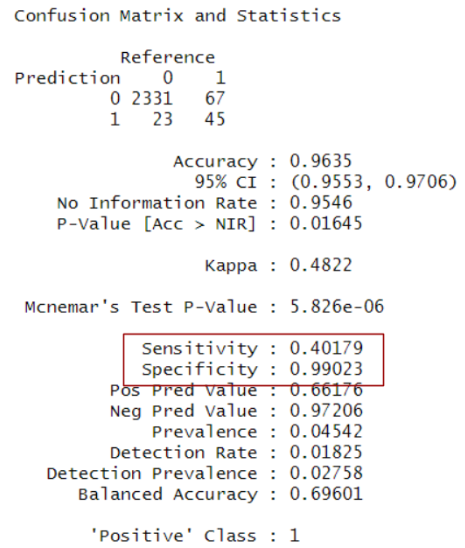 Confusion Matrix and Statistics
Reference
Prediction 0 1
0 2331 67
1 23 45
Accuracy : 0.9635
95% CI : (0.9553, 0.9706)
No Information Rate : 0.9546
P-Value [Acc > NIR] : 0.01645
Kappa : 0.4822
Mcnemar's Test P-Value : 5.826e-06
Sensitivity : 0.40179
Specificity : 0.99023
Pos Pred Value : 0.66176
Neg Pred Value : 0.97206
Prevalence : 0.04542
Detection Rate : 0.01825
Detection Prevalence : 0.02758
Balanced Accuracy : 0.69601
'Positive' Class : 1